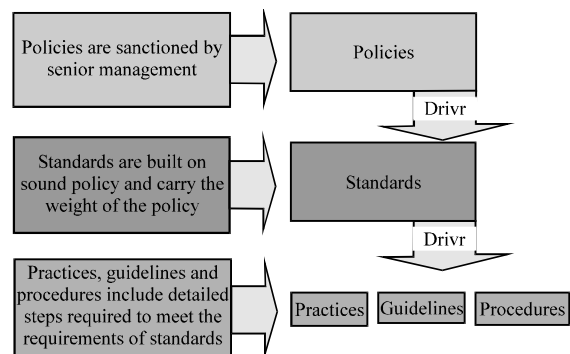 Policies are sanctioned by
senior management
Policies
Drivr
Standards are built on
sound policy and carry the
weight of the policy
Standards
Drivr
Practices, guidelines and
procedures include detailed
steps required to meet the
requirements of standards
Practices
Guidelines
Procedures